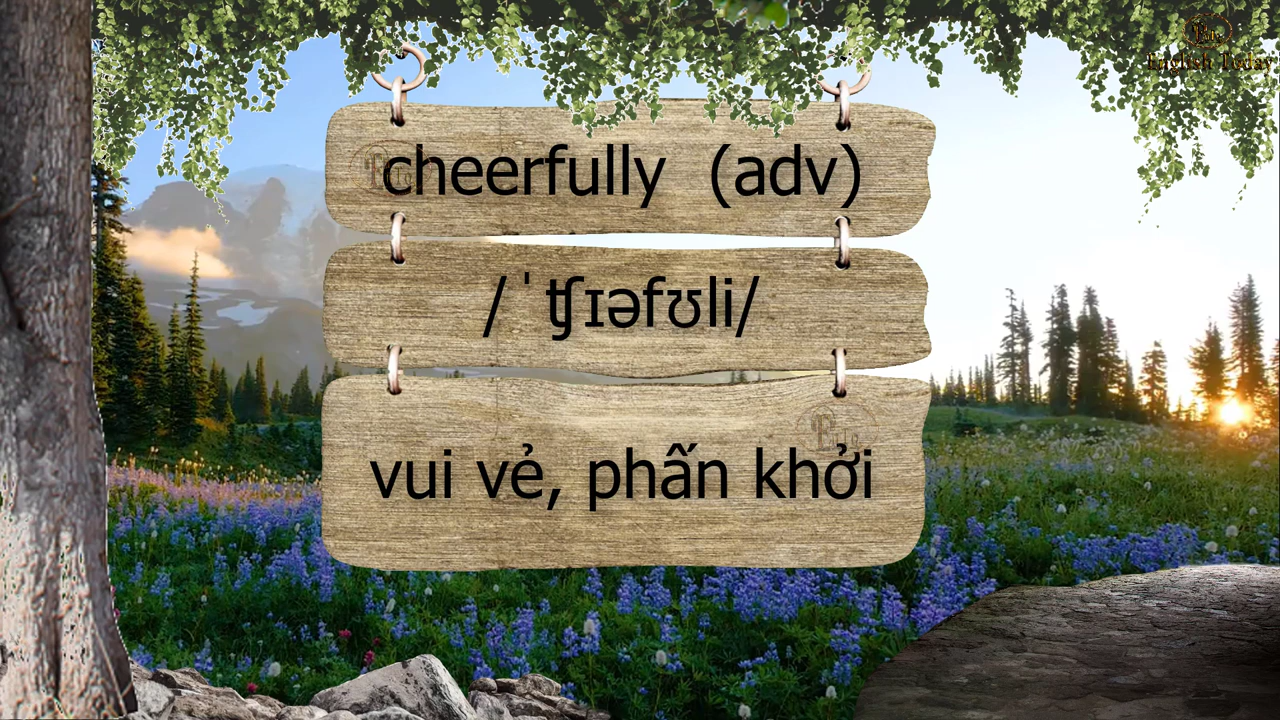 English Today
cheerfully (adv)
/ˈʧɪəfʊli/
vui vẻ, phấn khởi